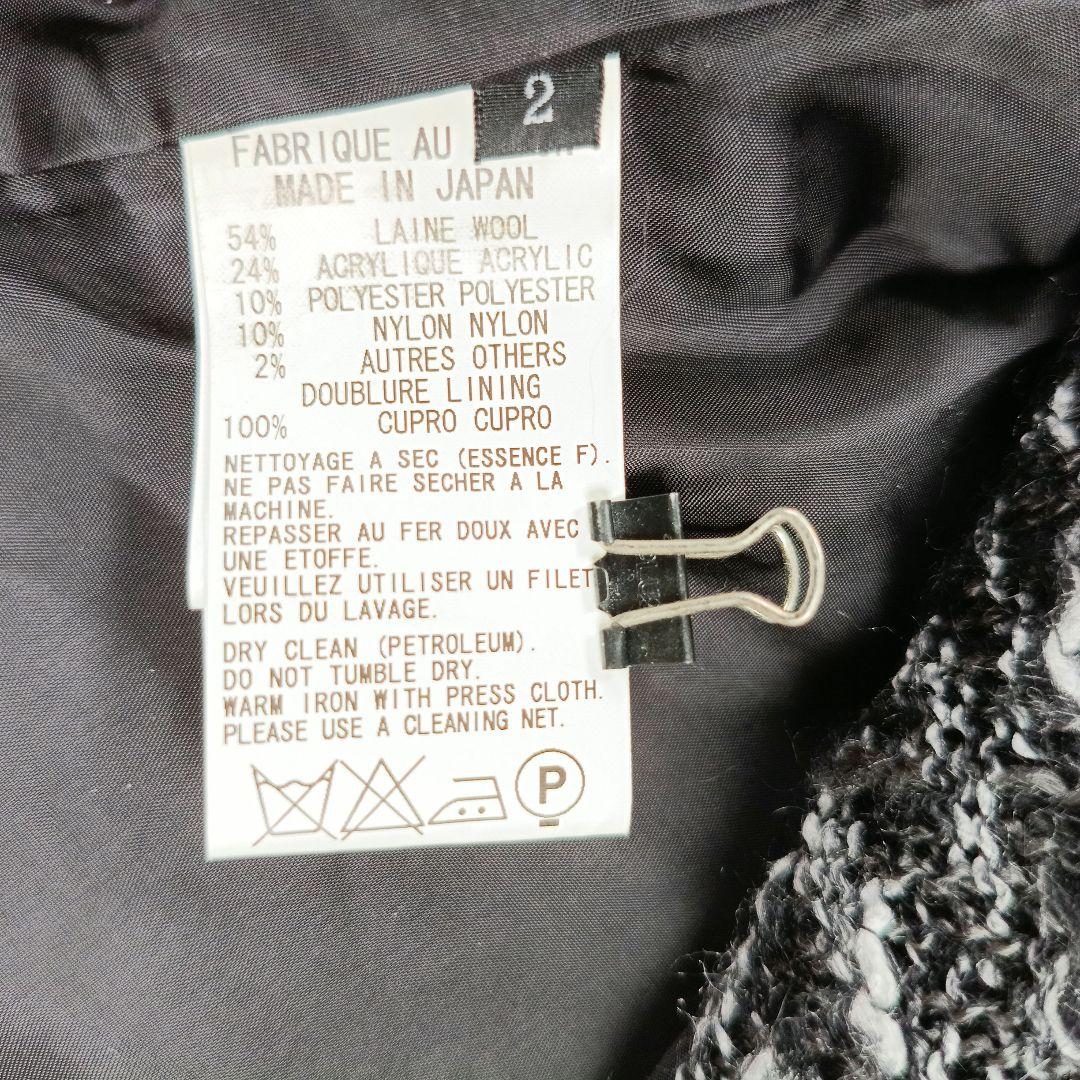 2
FABRIQUE AU
MADE IN JAPAN
54% LAINE WOOL
24% ACRYLIQUE ACRYLIC
10% POLYESTER POLYESTER
10% NYLON NYLON
2% AUTRES OTHERS
DOUBLURE LINING
100% CUPRO CUPRO
NETTOYAGE A SEC (ESSENCE F).
NE PAS FAIRE SECHER A LA
MACHINE.
REPASSER AU FER DOUX AVEC
UNE ETOFFE.
VEUILLEZ UTILISER UN FILET
LORS DU LAVAGE.
DRY CLEAN (PETROLEUM).
DO NOT TUMBLE DRY.
WARM IRON WITH PRESS CLOTH.
PLEASE USE A CLEANING NET.
P